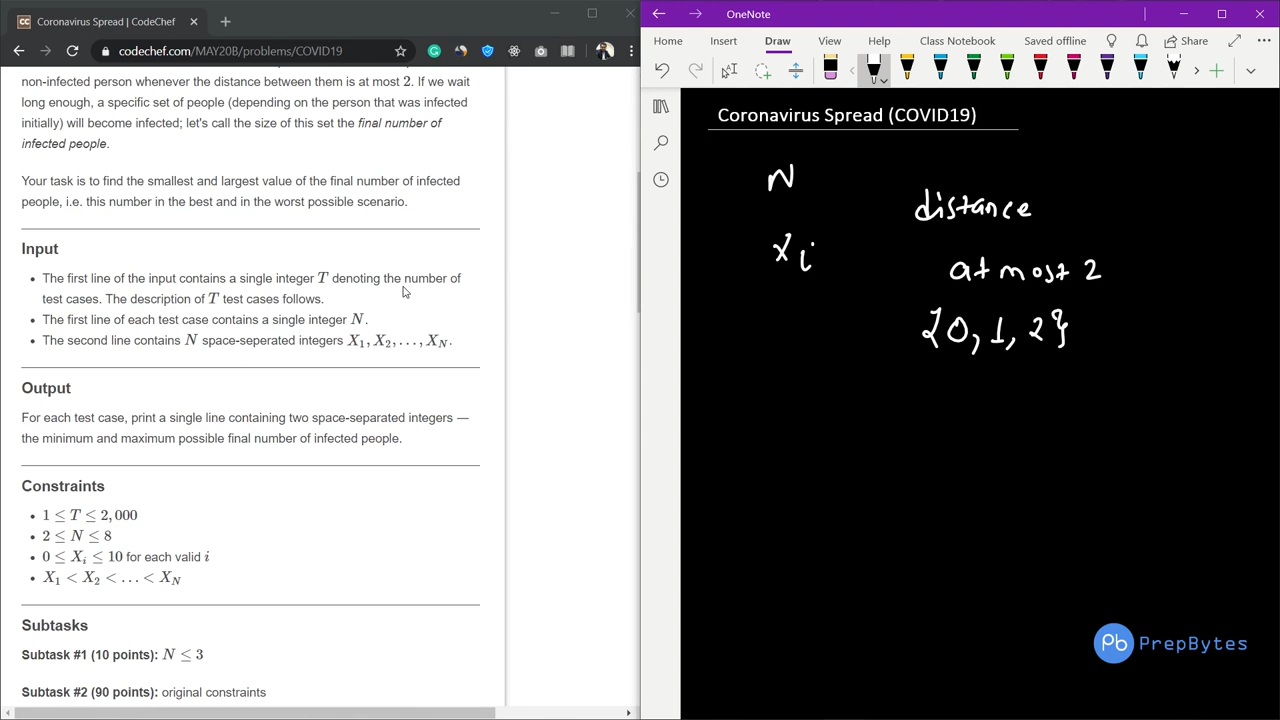 Coronavirus Spread | CodeChef
codechef.com/MAY20B/problems/COVID19
non-infected person whenever the distance between them is at most 2. If we wait
long enough, a specific set of people (depending on the person that was infected
initially) will become infected; let's call the size of this set the final number of
infected people.
Your task is to find the smallest and largest value of the final number of infected
people, i.e. this number in the best and in the worst possible scenario.
Input
• The first line of the input contains a single integer T denoting the number of
test cases. The description of T test cases follows.
• The first line of each test case contains a single integer N.
• The second line contains N space-seperated integers X₁, X₂, …, X_N.
Output
For each test case, print a single line containing two space-separated integers —
the minimum and maximum possible final number of infected people.
Constraints
• 1 ≤ T ≤ 2,000
• 2 ≤ N ≤ 8
• 0 ≤ Xᵢ ≤ 10 for each valid i
• X₁ < X₂ < … < X_N
Subtasks
Subtask #1 (10 points): N ≤ 3
Subtask #2 (90 points): original constraints
OneNote
Home Insert Draw View Help Class Notebook Saved offline Share
Coronavirus Spread (COVID19)
N
distance
xi
at most 2
{0, 1, 2}
Pb PrepBytes